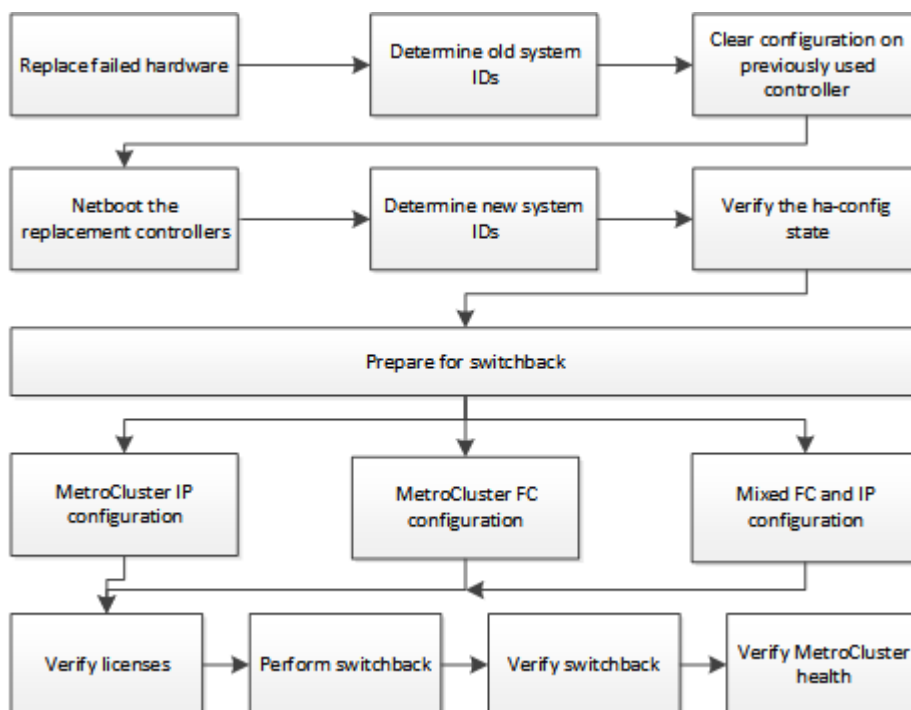 Replace failed hardware
Determine old system
IDs
Clear configuration on
previously used
controller
Netboot the
replacement controllers
Determine new system
IDs
Verify the ha-config
state
Prepare for switchback
MetroCluster IP
configuration
MetroCluster FC
configuration
Mixed FC and IP
configuration
Verify licenses
Perform switchback
Verify switchback
Verify MetroCluster
health